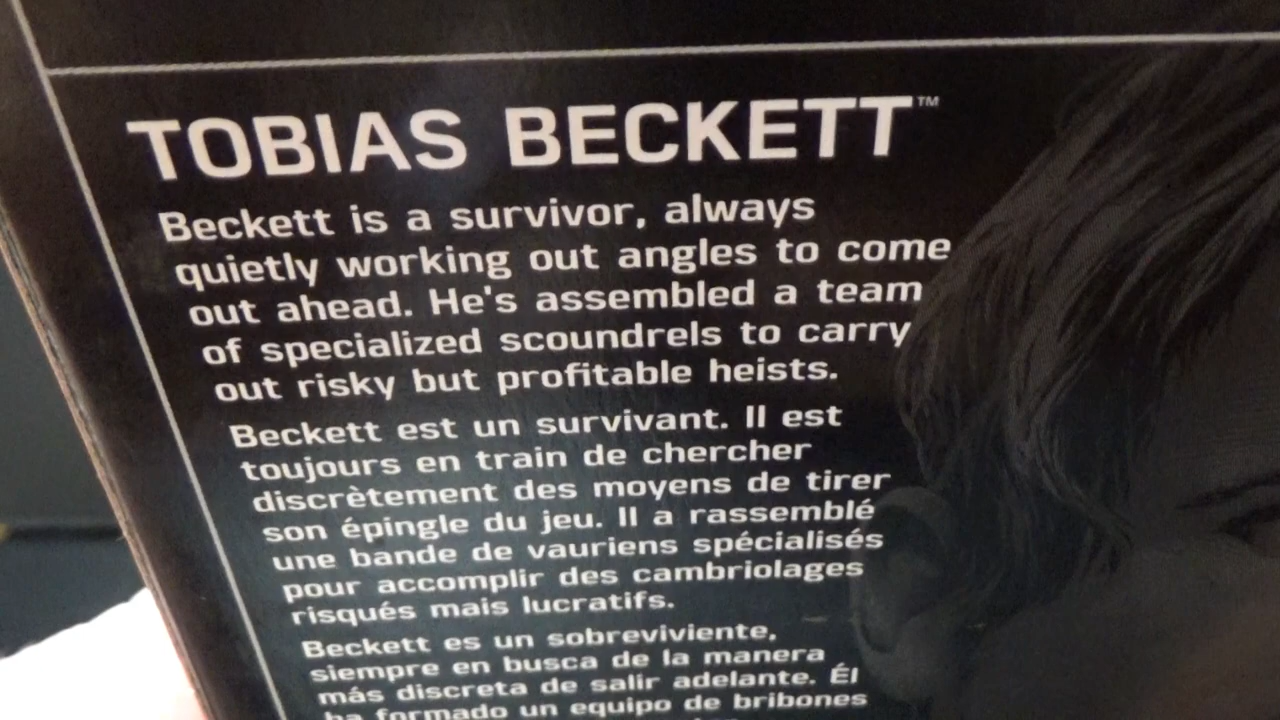 TOBIAS BECKETT™
Beckett is a survivor, always
quietly working out angles to come
out ahead. He's assembled a team
of specialized scoundrels to carry
out risky but profitable heists.
Beckett est un survivant. Il est
toujours en train de chercher
discrètement des moyens de tirer
son épingle du jeu. Il a rassemblé
une bande de vauriens spécialisés
pour accomplir des cambriolages
risqués mais lucratifs.
Beckett es un sobreviviente,
siempre en busca de la manera
más discreta de salir adelante. Él
ha formado un equipo de bribones